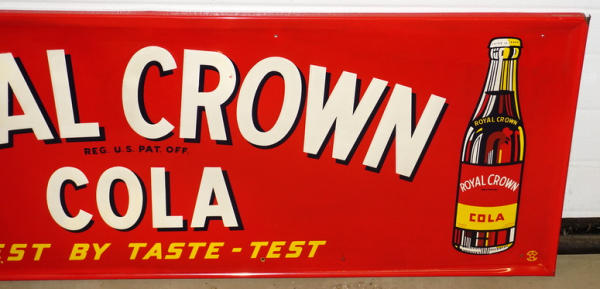 AL CROWN
REG. U.S. PAT. OFF.
COLA
EST BY TASTE-TEST
ROYAL CROWN
ROYAL CROWN
COLA